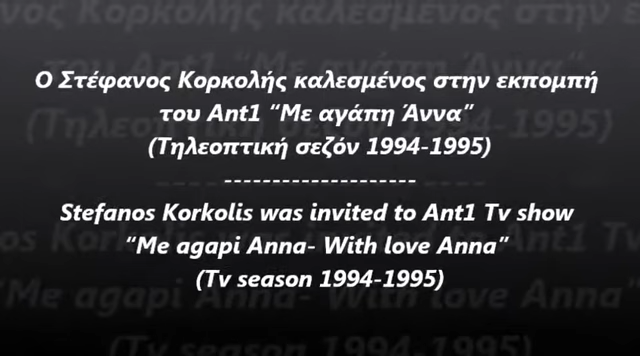 Ο Στέφανος Κορκολής καλεσμένος στην εκπομπή
του Ant1 “Με αγάπη Άννα”
(Τηλεοπτική σεζόν 1994-1995)
--------------------
Stefanos Korkolis was invited to Ant1 Tv show
“Me agapi Anna- With love Anna”
(Tv season 1994-1995)